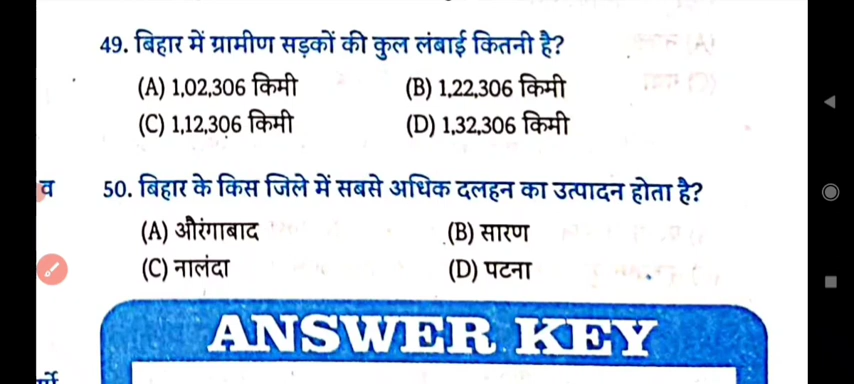 49. बिहार में ग्रामीण सड़कों की कुल लंबाई कितनी है?
(A) 1,02,306 किमी (B) 1,22,306 किमी
(C) 1,12,306 किमी (D) 1,32,306 किमी
व 50. बिहार के किस जिले में सबसे अधिक दलहन का उत्पादन होता है?
(A) औरंगाबाद (B) सारण
(C) नालंदा (D) पटना
ANSWER KEY